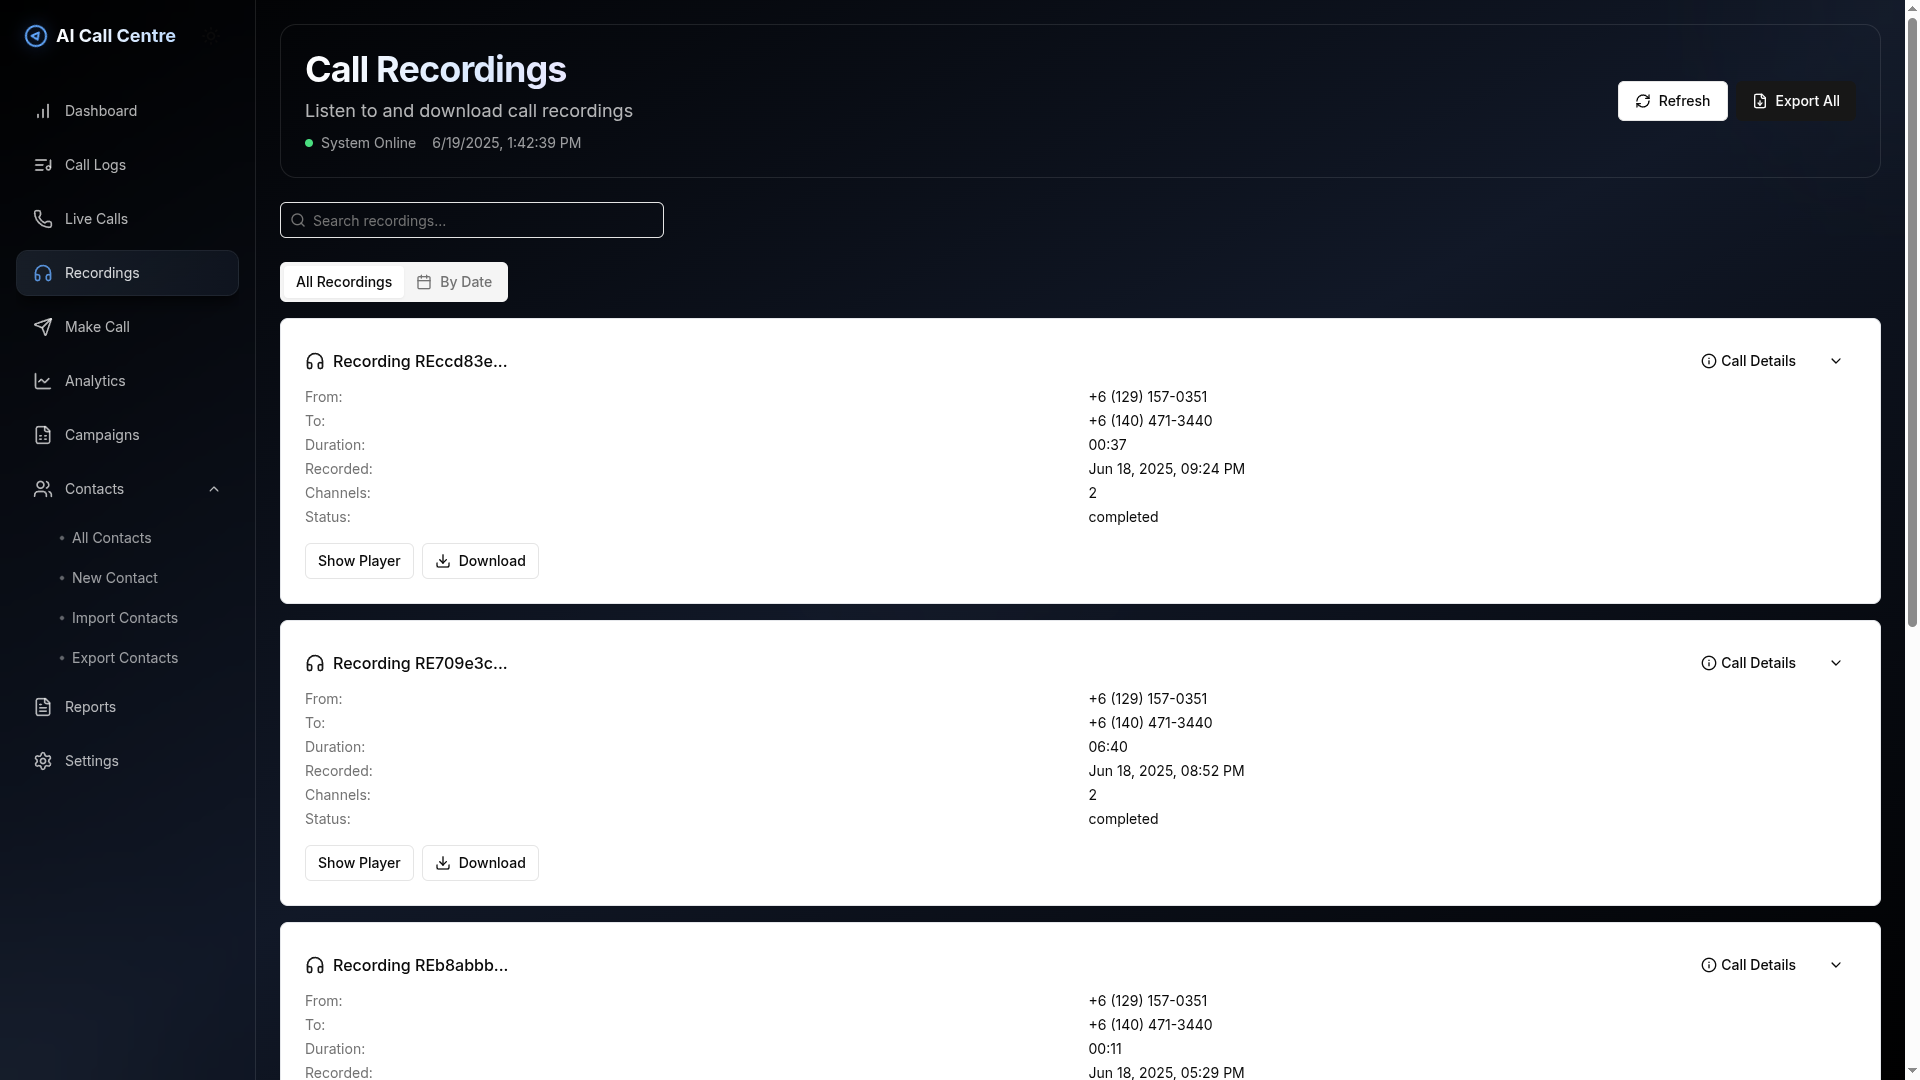 AI Call Centre
Dashboard
Call Logs
Live Calls
Recordings
Make Call
Analytics
Campaigns
Contacts
• All Contacts
• New Contact
• Import Contacts
• Export Contacts
Reports
Settings
Call Recordings
Listen to and download call recordings
System Online 6/19/2025, 1:42:39 PM
Refresh Export All
Search recordings...
All Recordings By Date
Recording REccd83e... Call Details
From: +6 (129) 157-0351
To: +6 (140) 471-3440
Duration: 00:37
Recorded: Jun 18, 2025, 09:24 PM
Channels: 2
Status: completed
Show Player Download
Recording RE709e3c... Call Details
From: +6 (129) 157-0351
To: +6 (140) 471-3440
Duration: 06:40
Recorded: Jun 18, 2025, 08:52 PM
Channels: 2
Status: completed
Show Player Download
Recording REb8abbb... Call Details
From: +6 (129) 157-0351
To: +6 (140) 471-3440
Duration: 00:11
Recorded: Jun 18, 2025, 05:29 PM